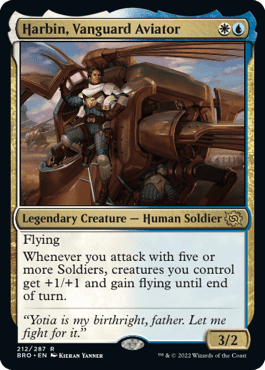 Harbin, Vanguard Aviator
Legendary Creature — Human Soldier
Flying
Whenever you attack with five or
more Soldiers, creatures you control
get +1/+1 and gain flying until end
of turn.
“Yotia is my birthright, father. Let me
fight for it.”
3/2
212/287 R
BRO • EN KIERAN YANNER
™ & © 2022 Wizards of the Coast